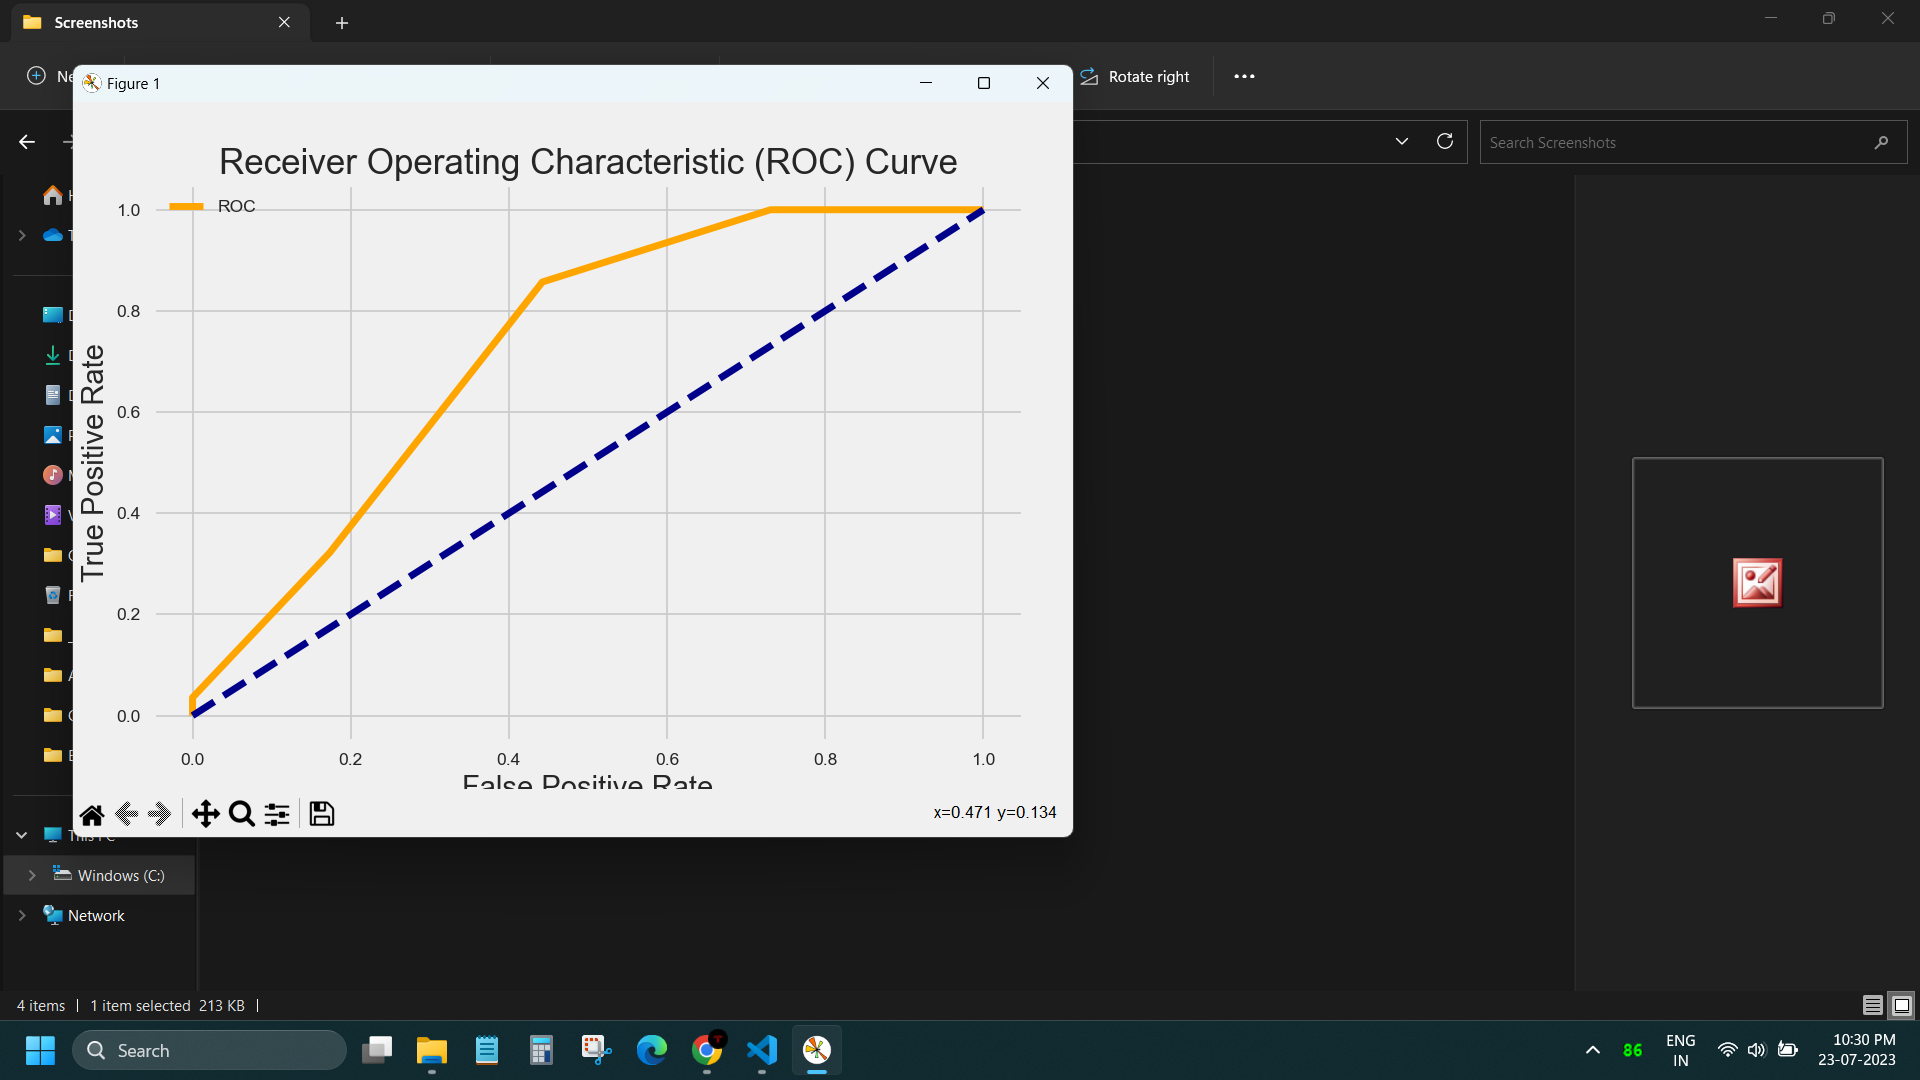 Screenshots
Ne
Rotate right
Figure 1
Search Screenshots
Receiver Operating Characteristic (ROC) Curve
ROC
1.0
0.8
0.6
0.4
0.2
0.0
True Positive Rate
0.0 0.2 0.4 0.6 0.8 1.0
False Positive Rate
x=0.471 y=0.134
This PC
Windows (C:)
Network
4 items
1 item selected 213 KB
Search
T
86
ENG
IN
10:30 PM
23-07-2023